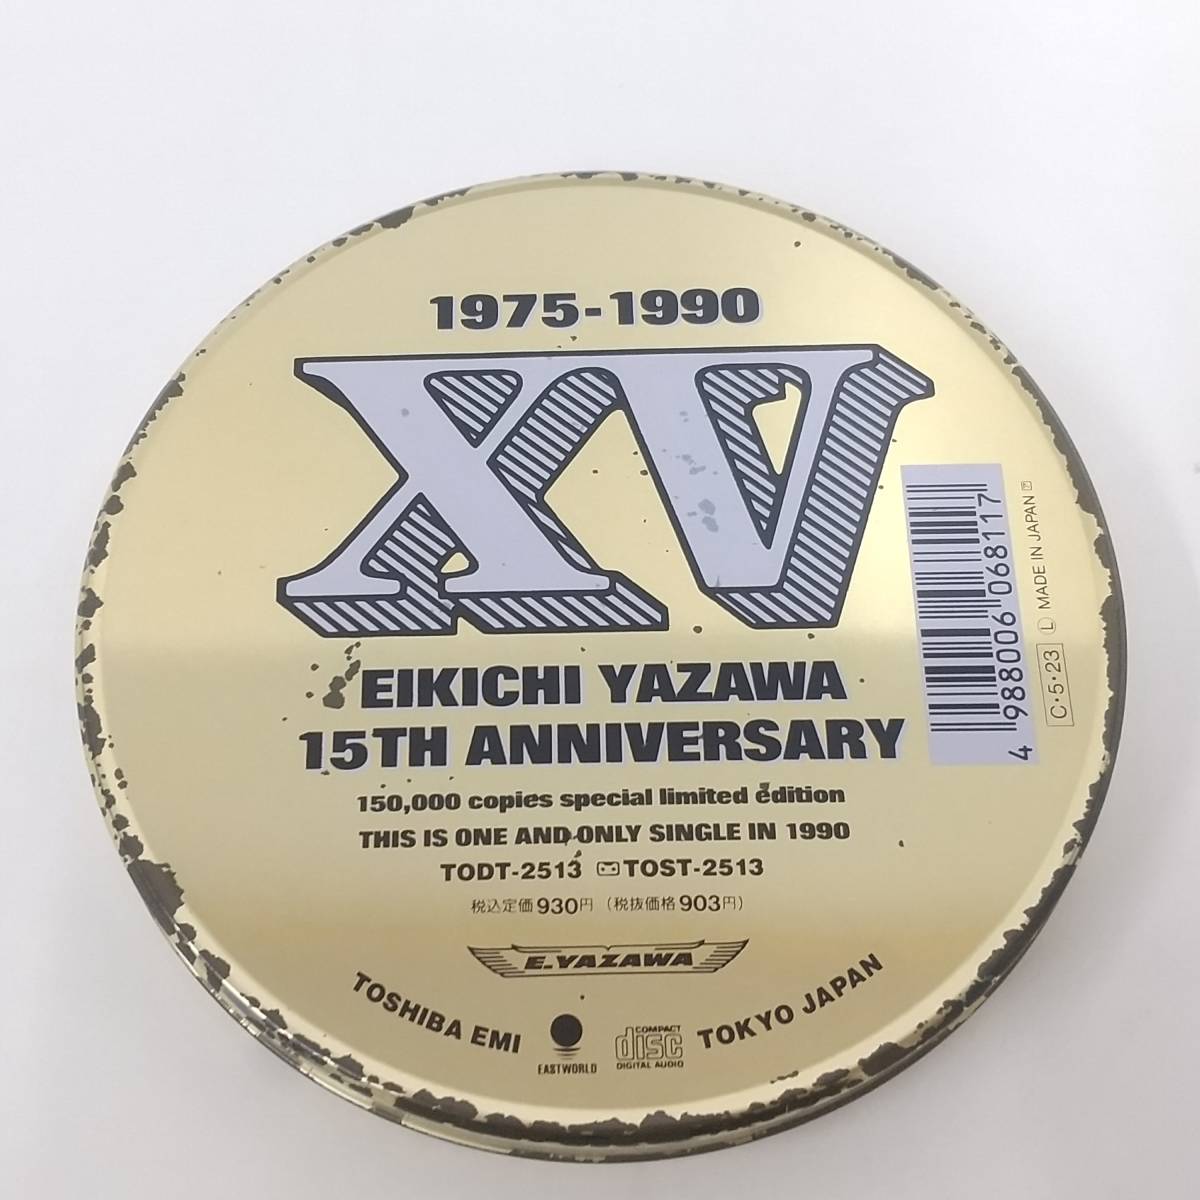 1975-1990
XV
EIKICHI YAZAWA
15TH ANNIVERSARY
150,000 copies special limited edition
THIS IS ONE AND ONLY SINGLE IN 1990
TODT-2513 TOST-2513
税込定価930円 (税抜価格903円)
E.YAZAWA
TOSHIBA EMI
EASTWORLD
COMPACT
disc
DIGITAL AUDIO
TOKYO JAPAN
4 988006 068117
C·5·23 Ⓛ MADE IN JAPAN